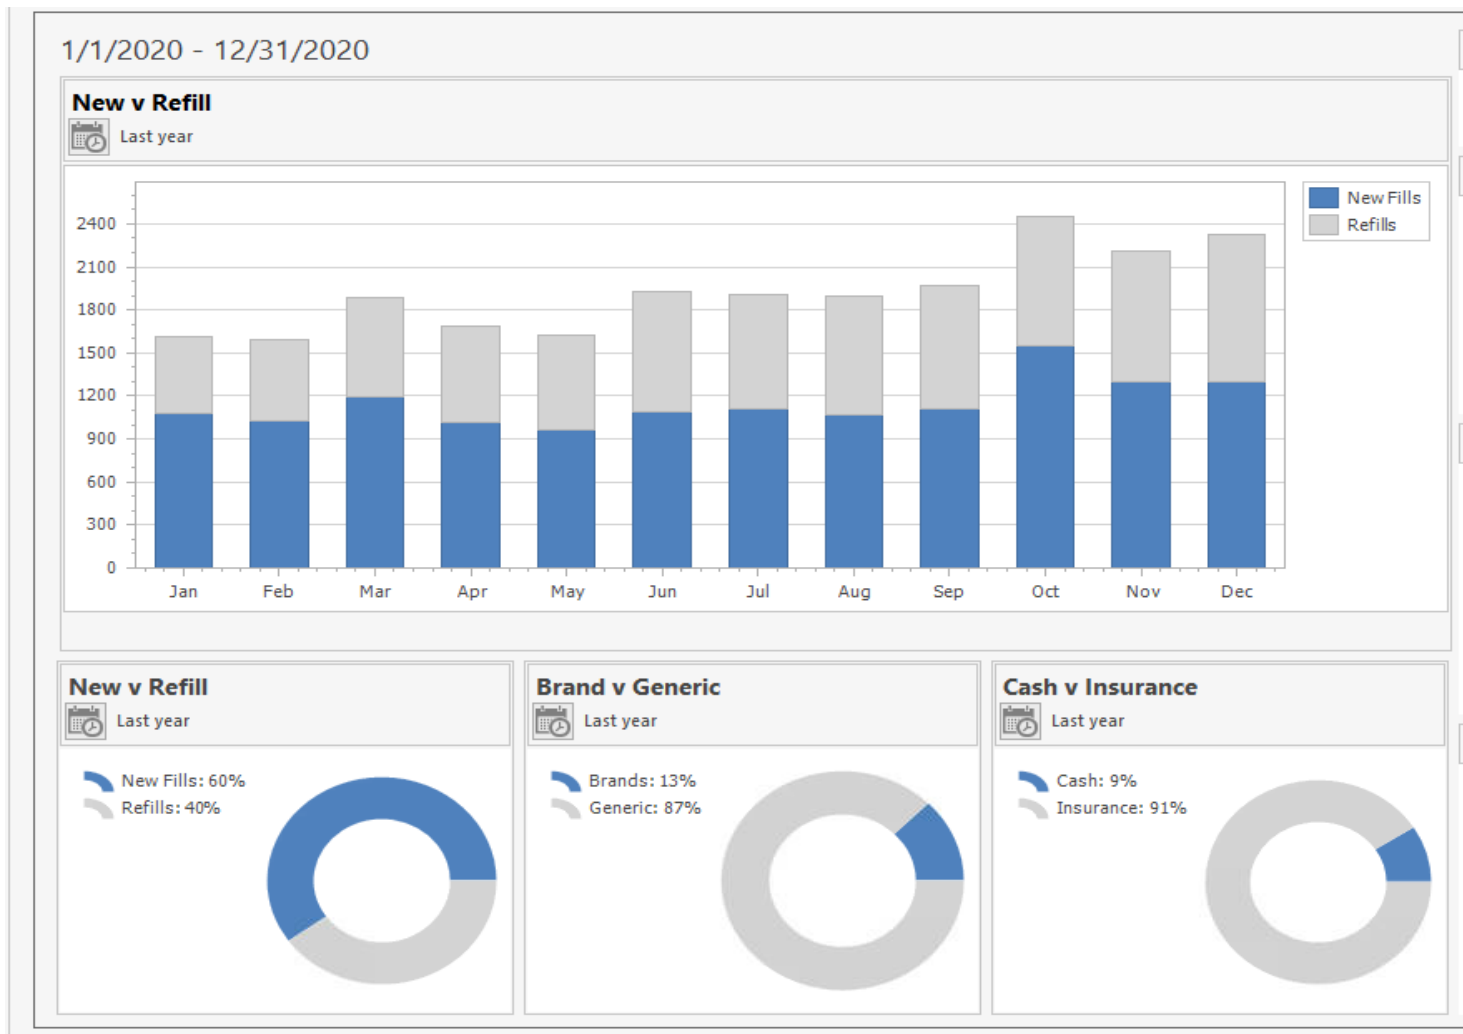 1/1/2020 - 12/31/2020
New v Refill
Last year
New Fills
Refills
2400
2100
1800
1500
1200
900
600
300
0
Jan Feb Mar Apr May Jun Jul Aug Sep Oct Nov Dec
New v Refill
Last year
New Fills: 60%
Refills: 40%
Brand v Generic
Last year
Brands: 13%
Generic: 87%
Cash v Insurance
Last year
Cash: 9%
Insurance: 91%